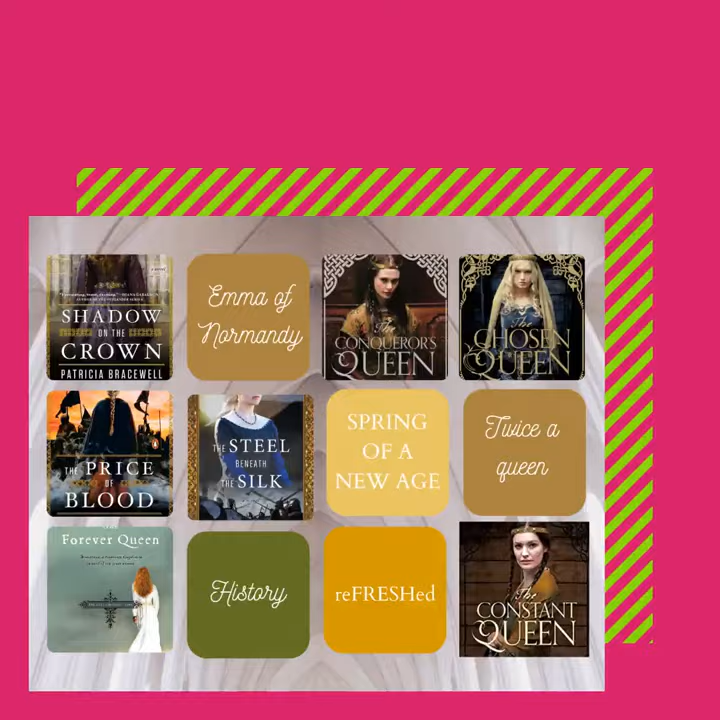 SHADOW
ON THE
CROWN
PATRICIA BRACEWELL
Emma of
Normandy
The
CONQUEROR'S
QUEEN
The
CHOSEN
QUEEN
THE PRICE
OF
BLOOD
THE STEEL
BENEATH
THE SILK
SPRING
OF A
NEW AGE
Twice a
queen
Forever Queen
History
reFRESHed
The
CONSTANT
QUEEN